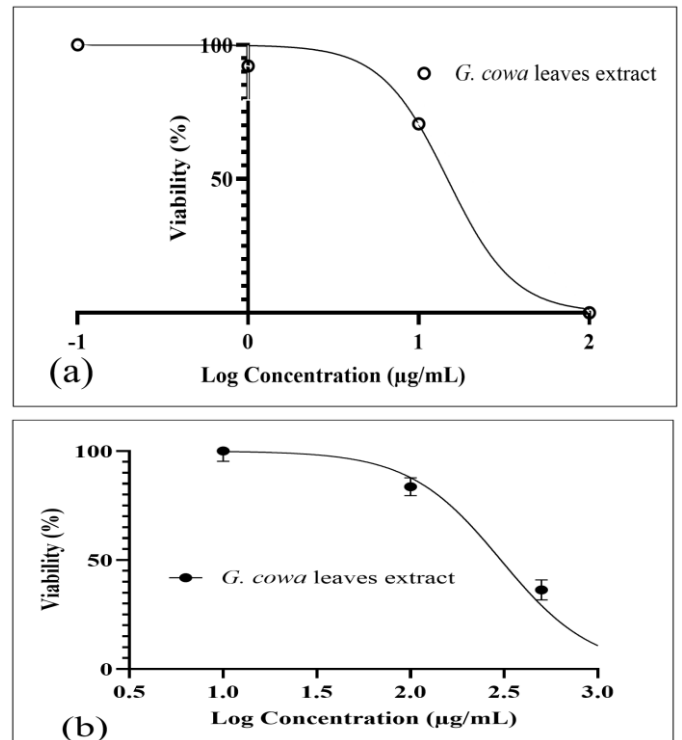 100
G. cowa leaves extract
Viability (%)
50
-1 0 1 2
(a)
Log Concentration (µg/mL)
100
Viability (%)
50
G. cowa leaves extract
0
0.5 1.0 1.5 2.0 2.5 3.0
Log Concentration (µg/mL)
(b)